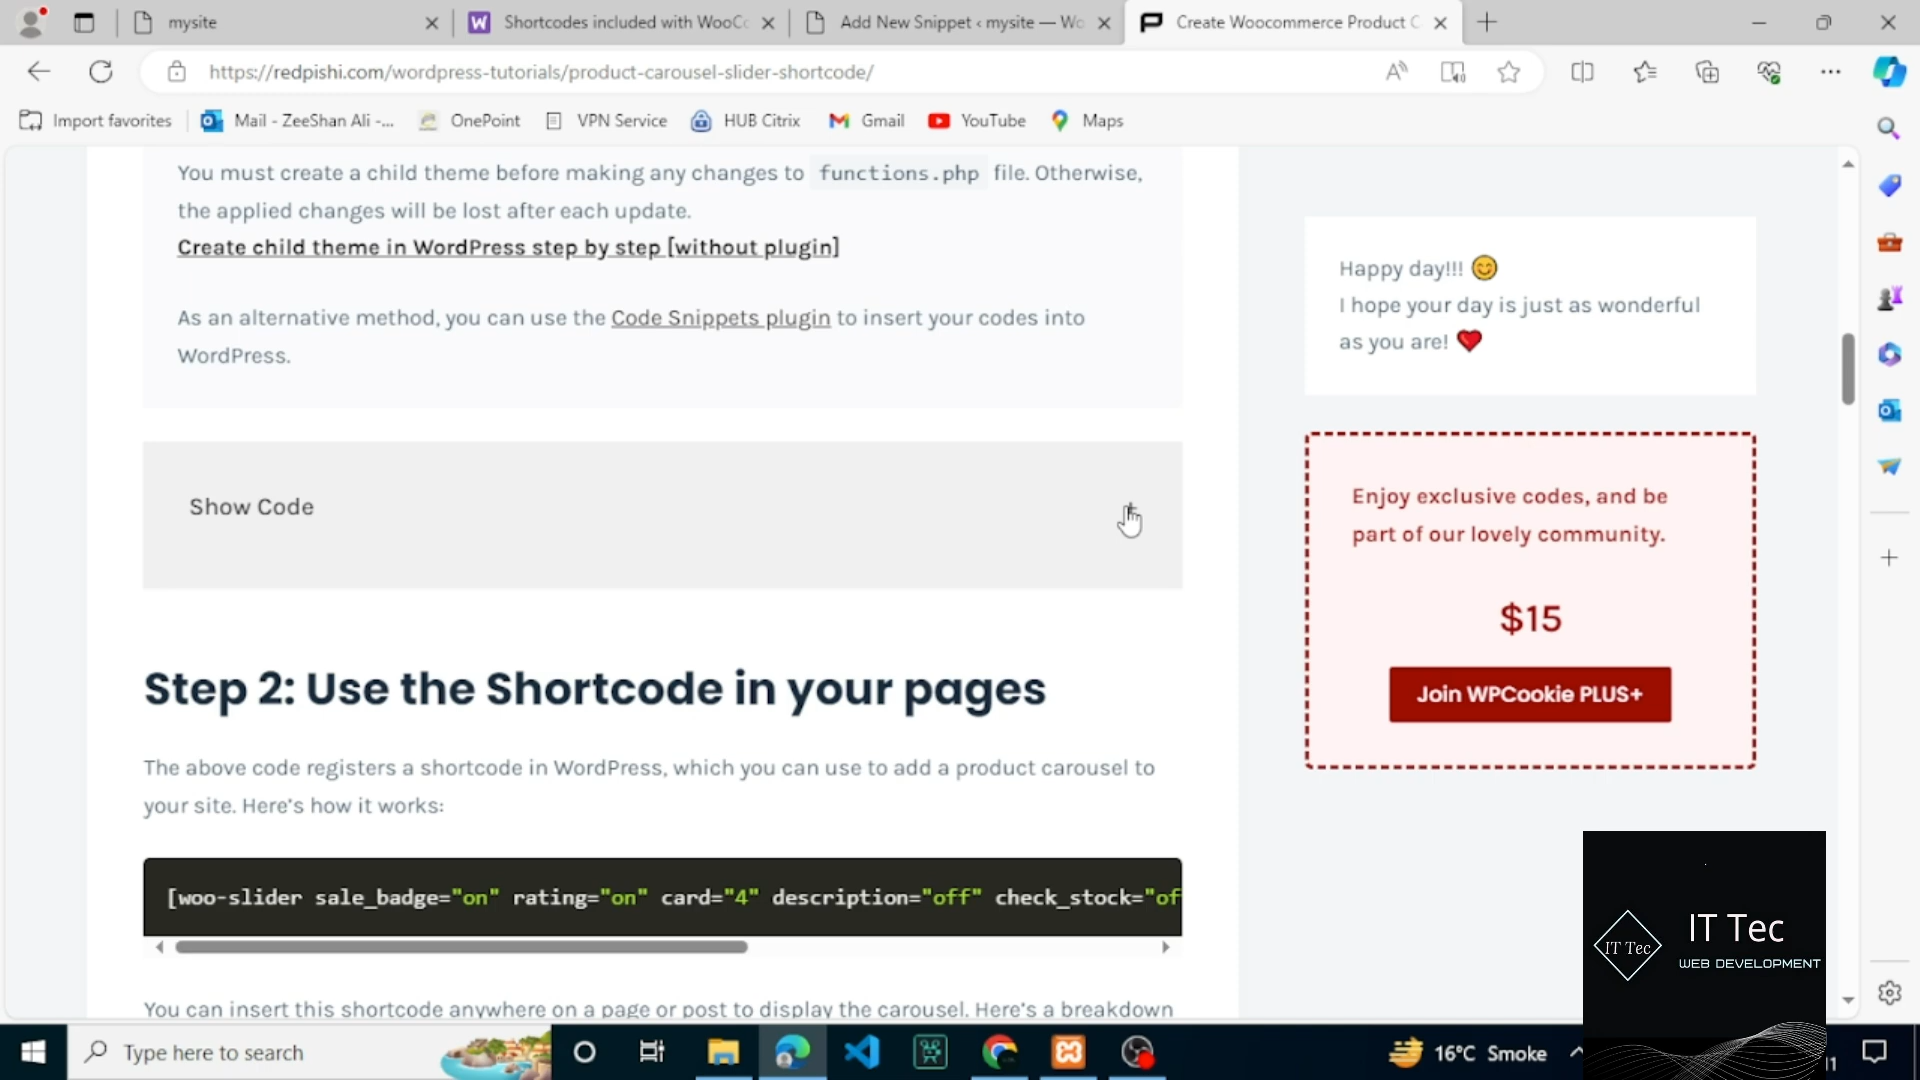 mysite
Shortcodes included with WooCc
Add New Snippet ‹ mysite — Wo
Create Woocommerce Product C
https://redpishi.com/wordpress-tutorials/product-carousel-slider-shortcode/
Import favorites
Mail - ZeeShan Ali -...
OnePoint
VPN Service
HUB Citrix
Gmail
YouTube
Maps
You must create a child theme before making any changes to functions.php file. Otherwise,
the applied changes will be lost after each update.
Create child theme in WordPress step by step [without plugin]
As an alternative method, you can use the Code Snippets plugin to insert your codes into
WordPress.
Show Code
Step 2: Use the Shortcode in your pages
The above code registers a shortcode in WordPress, which you can use to add a product carousel to
your site. Here's how it works:
[woo-slider sale_badge="on" rating="on" card="4" description="off" check_stock="of
You can insert this shortcode anywhere on a page or post to display the carousel. Here's a breakdown
Happy day!!! 😊
I hope your day is just as wonderful
as you are! ❤️
Enjoy exclusive codes, and be
part of our lovely community.
$15
Join WPCookie PLUS+
IT Tec
IT Tec
WEB DEVELOPMENT
Type here to search
16°C Smoke